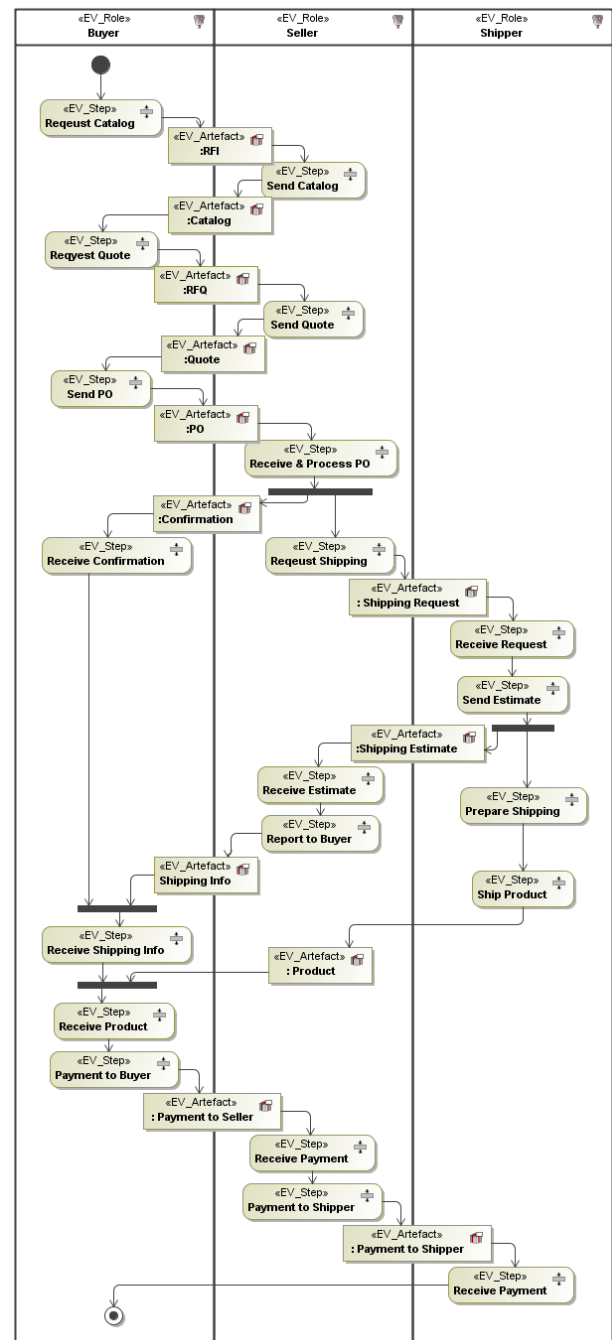 «EV_Role»
Buyer
«EV_Role»
Seller
«EV_Role»
Shipper
«EV_Step»
Reqeust Catalog
«EV_Artefact»
:RFI
«EV_Step»
Send Catalog
«EV_Artefact»
:Catalog
«EV_Step»
Reqyest Quote
«EV_Artefact»
:RFQ
«EV_Step»
Send Quote
«EV_Artefact»
:Quote
«EV_Step»
Send PO
«EV_Artefact»
:PO
«EV_Step»
Receive & Process PO
«EV_Artefact»
:Confirmation
«EV_Step»
Receive Confirmation
«EV_Step»
Reqeust Shipping
«EV_Artefact»
: Shipping Request
«EV_Step»
Receive Request
«EV_Step»
Send Estimate
«EV_Artefact»
:Shipping Estimate
«EV_Step»
Receive Estimate
«EV_Step»
Prepare Shipping
«EV_Step»
Report to Buyer
«EV_Artefact»
Shipping Info
«EV_Step»
Ship Product
«EV_Step»
Receive Shipping Info
«EV_Artefact»
: Product
«EV_Step»
Receive Product
«EV_Step»
Payment to Buyer
«EV_Artefact»
: Payment to Seller
«EV_Step»
Receive Payment
«EV_Step»
Payment to Shipper
«EV_Artefact»
: Payment to Shipper
«EV_Step»
Receive Payment